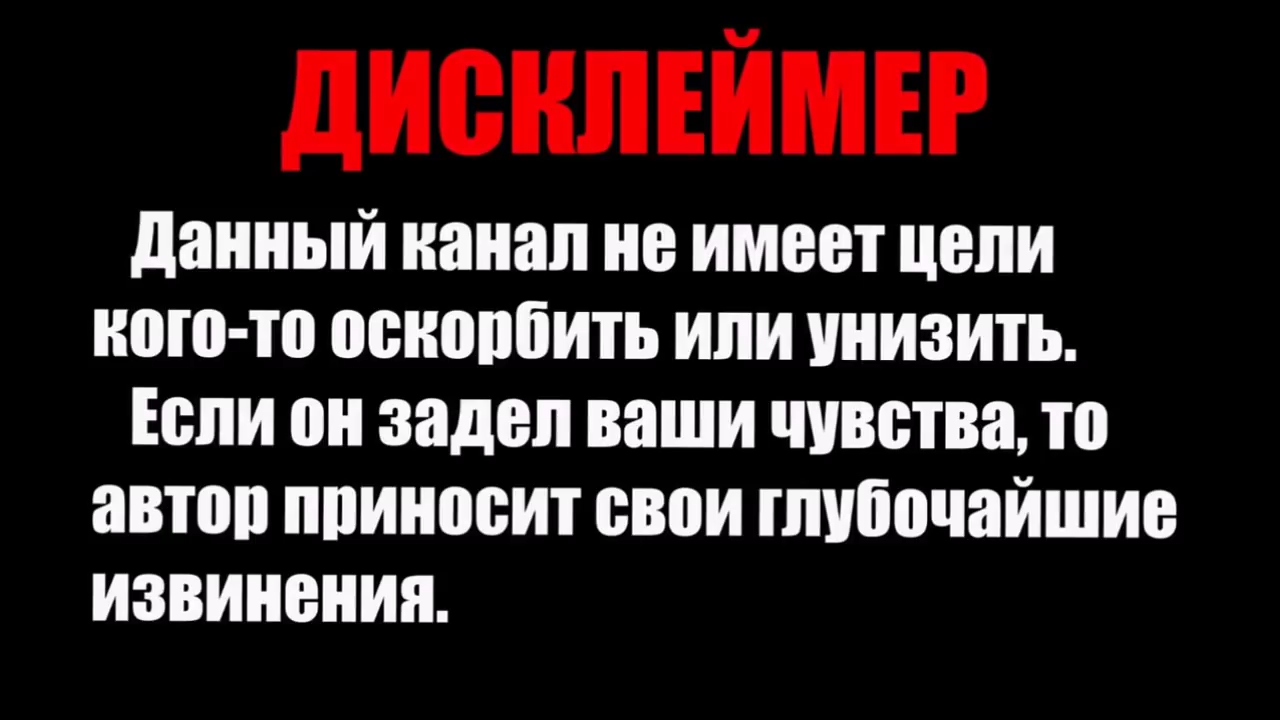 ДИСКЛЕЙМЕР
Данный канал не имеет цели
кого-то оскорбить или унизить.
Если он задел ваши чувства, то
автор приносит свои глубочайшие
извинения.